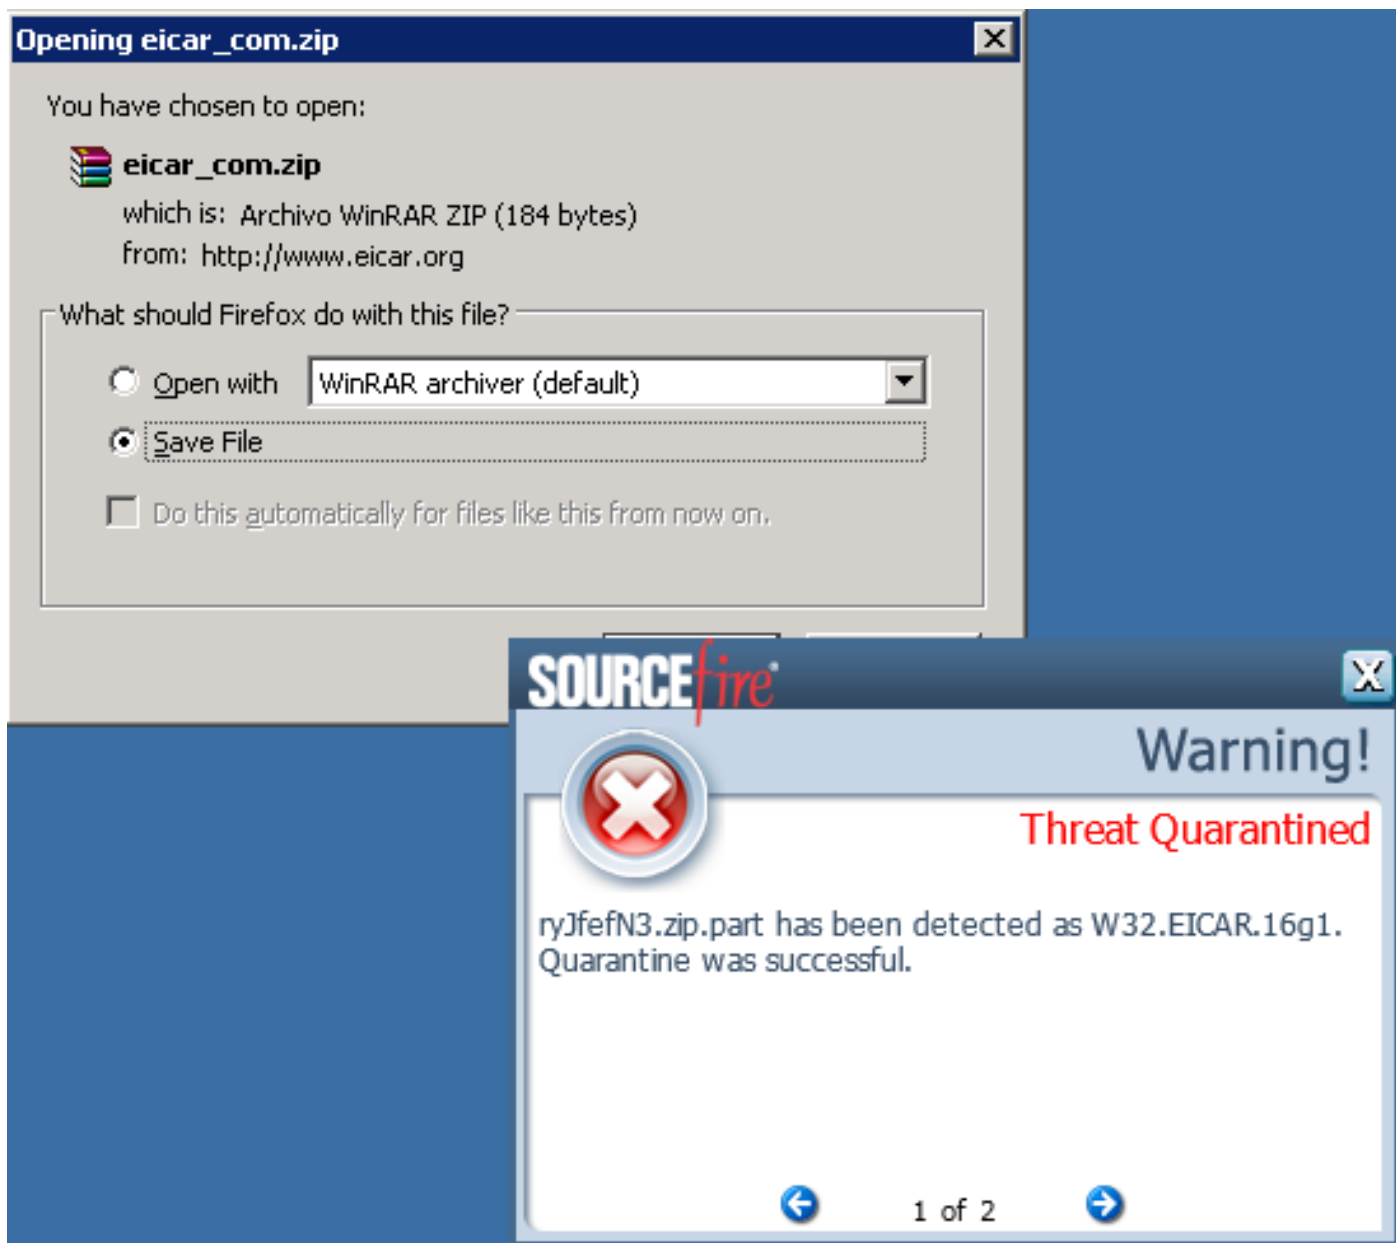 Opening eicar_com.zip
You have chosen to open:
eicar_com.zip
which is: Archivo WinRAR ZIP (184 bytes)
from: http://www.eicar.org
What should Firefox do with this file?
Open with WinRAR archiver (default)
Save File
Do this automatically for files like this from now on.
SOURCEfire®
Warning!
Threat Quarantined
ryJfefN3.zip.part has been detected as W32.EICAR.16g1.
Quarantine was successful.
1 of 2